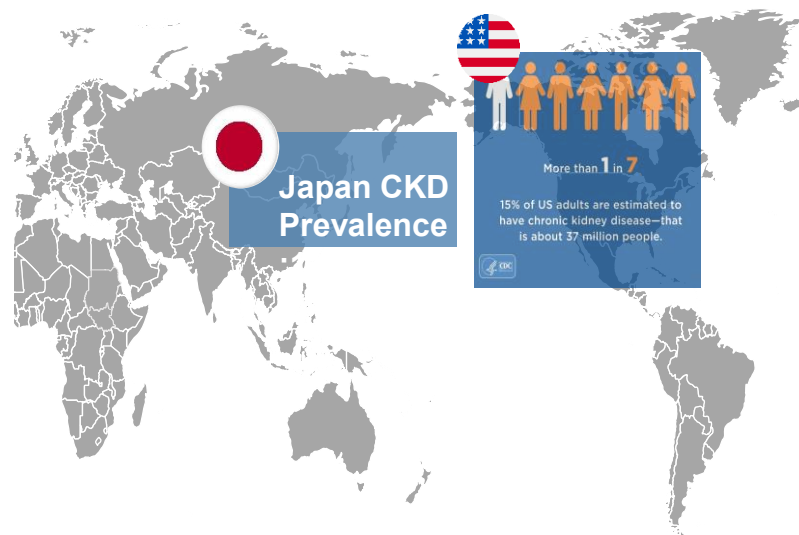 Japan CKD
Prevalence
More than 1 in 7
15% of US adults are estimated to
have chronic kidney disease—that
is about 37 million people.
CDC